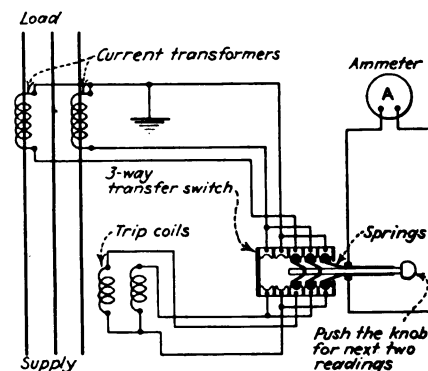 Load
Current transformers
Ammeter
A
3-way
transfer switch
Trip coils
Springs
Push the knob
for next two
readings
Supply